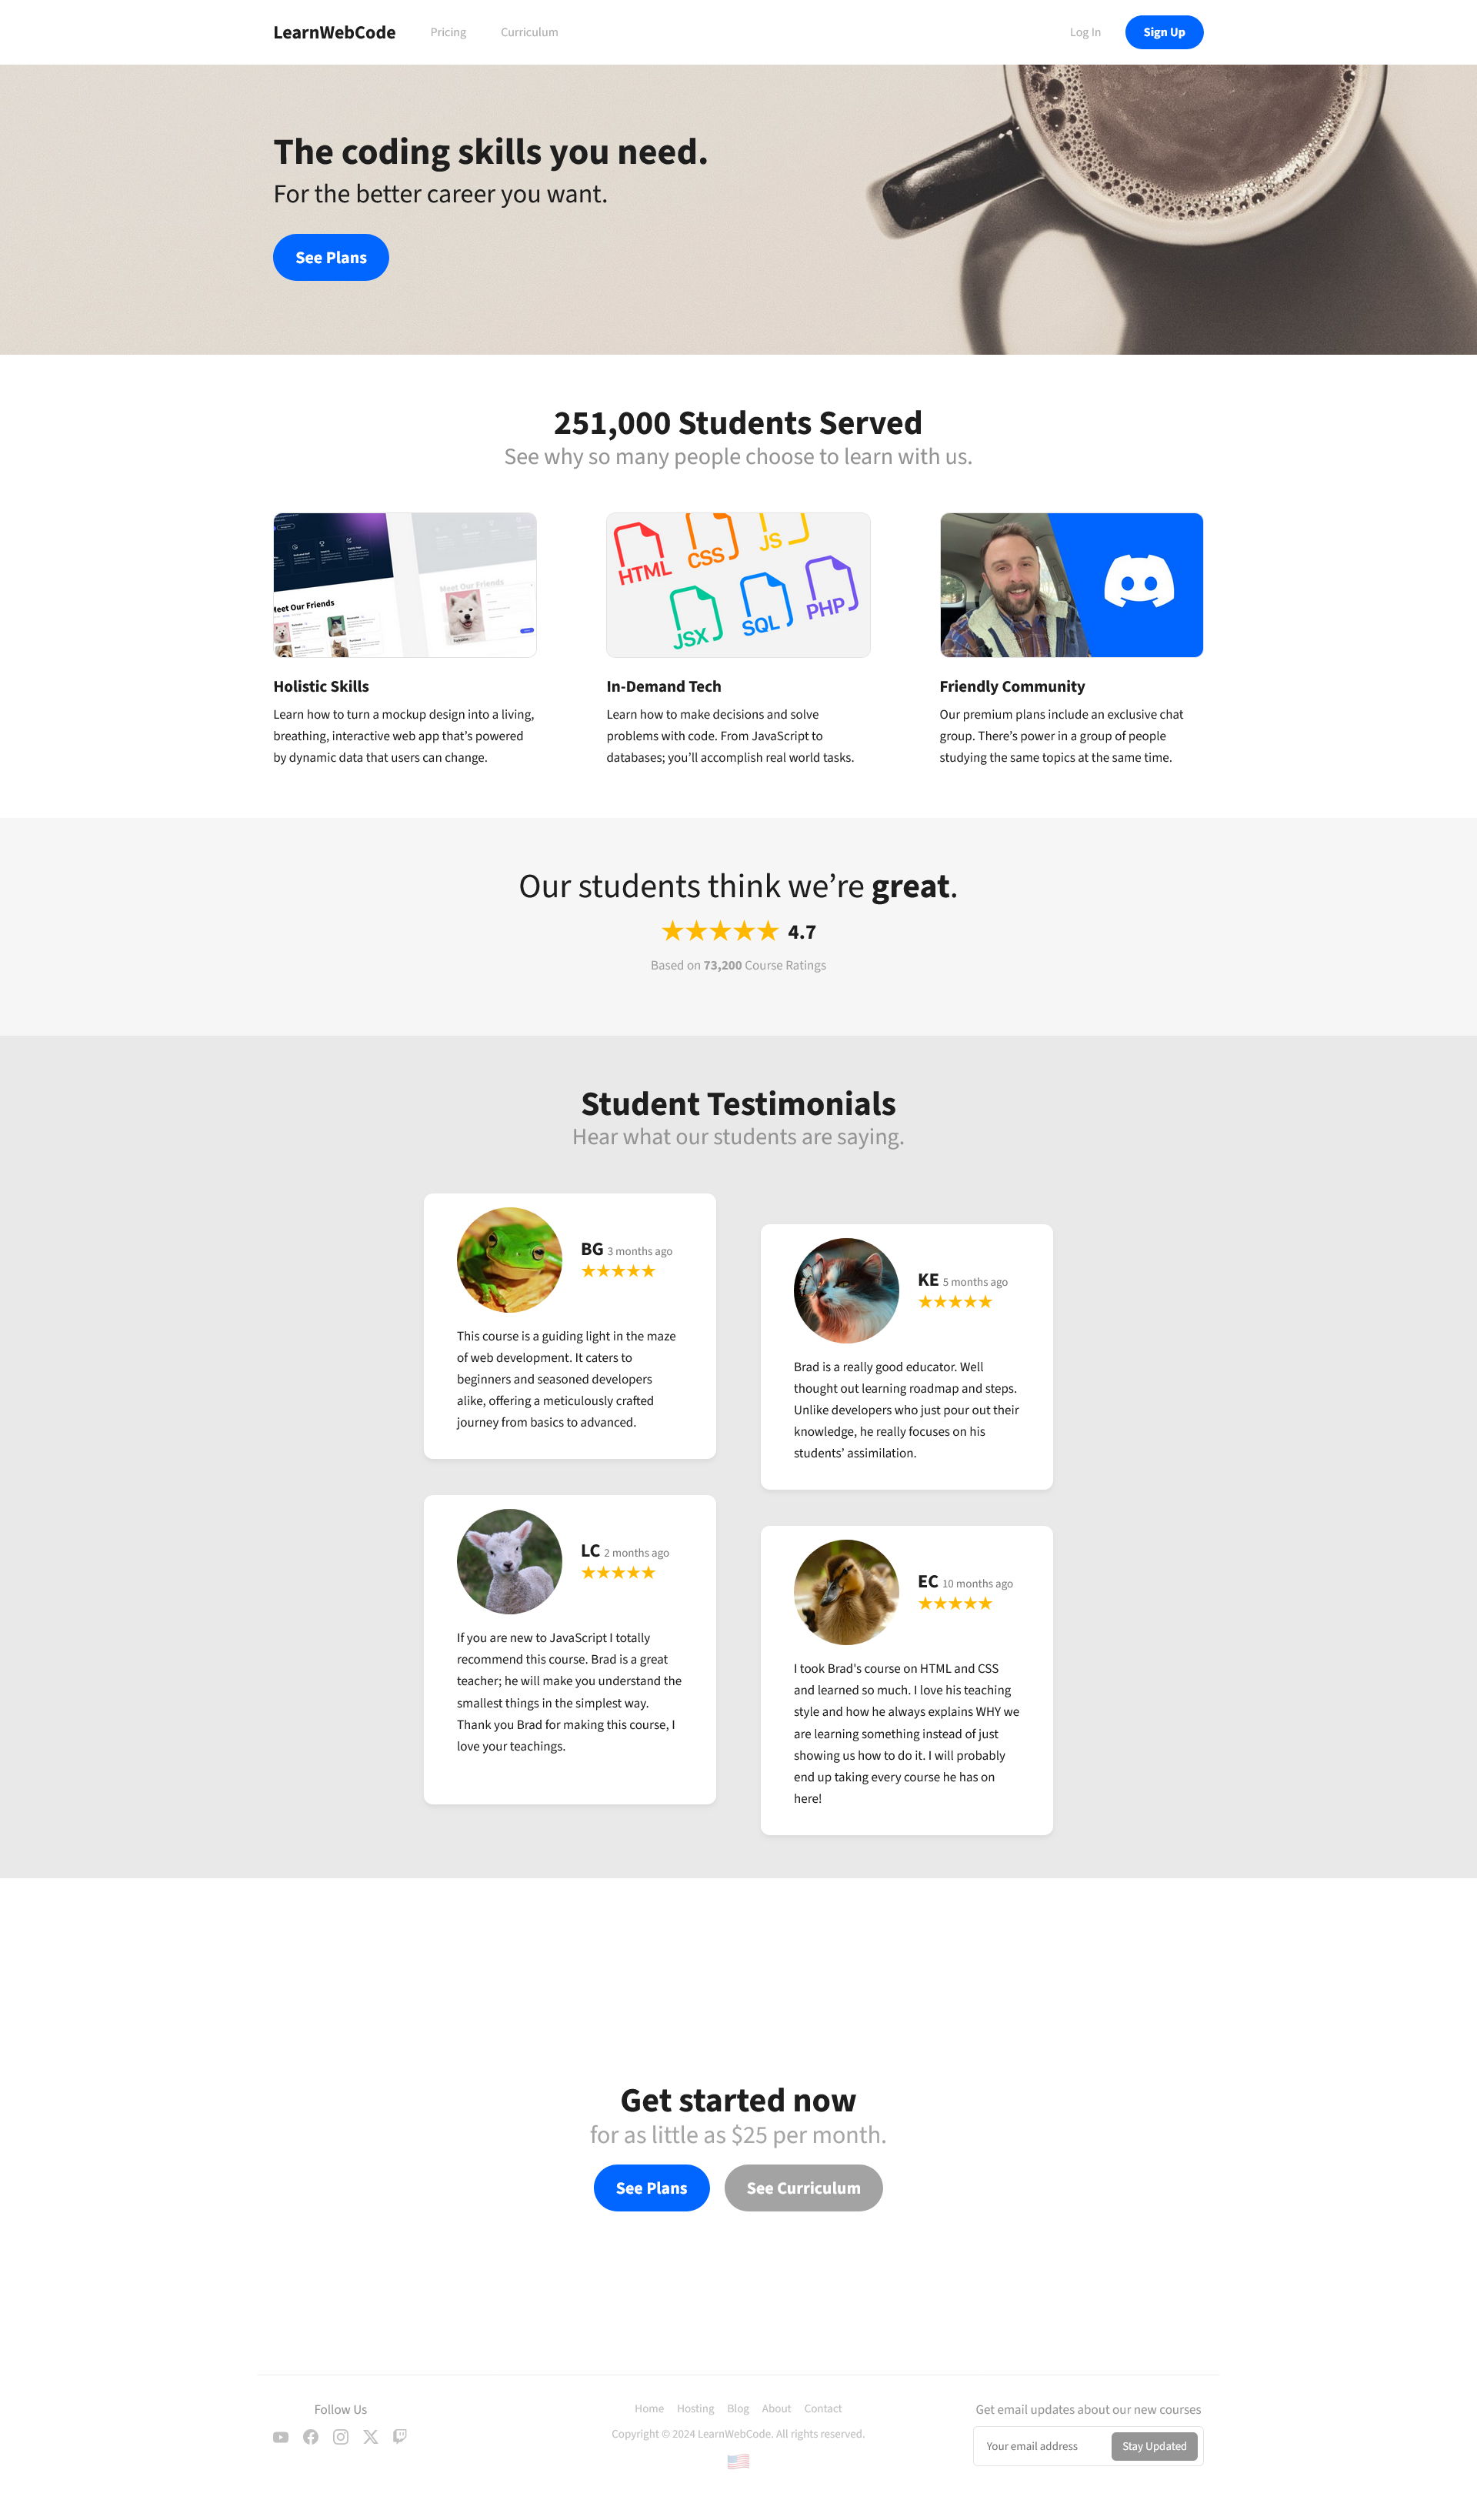 LearnWebCode Pricing Curriculum Log In Sign Up
The coding skills you need.
For the better career you want.
See Plans
251,000 Students Served
See why so many people choose to learn with us.
Meet Our Friends
Meet Our Friends
HTML CSS JS
JSX SQL PHP
Holistic Skills
Learn how to turn a mockup design into a living,
breathing, interactive web app that’s powered
by dynamic data that users can change.
In-Demand Tech
Learn how to make decisions and solve
problems with code. From JavaScript to
databases; you’ll accomplish real world tasks.
Friendly Community
Our premium plans include an exclusive chat
group. There’s power in a group of people
studying the same topics at the same time.
Our students think we’re great.
★★★★★ 4.7
Based on 73,200 Course Ratings
Student Testimonials
Hear what our students are saying.
BG 3 months ago
★★★★★
This course is a guiding light in the maze
of web development. It caters to
beginners and seasoned developers
alike, offering a meticulously crafted
journey from basics to advanced.
KE 5 months ago
★★★★★
Brad is a really good educator. Well
thought out learning roadmap and steps.
Unlike developers who just pour out their
knowledge, he really focuses on his
students’ assimilation.
LC 2 months ago
★★★★★
If you are new to JavaScript I totally
recommend this course. Brad is a great
teacher; he will make you understand the
smallest things in the simplest way.
Thank you Brad for making this course, I
love your teachings.
EC 10 months ago
★★★★★
I took Brad's course on HTML and CSS
and learned so much. I love his teaching
style and how he always explains WHY we
are learning something instead of just
showing us how to do it. I will probably
end up taking every course he has on
here!
Get started now
for as little as $25 per month.
See Plans See Curriculum
Follow Us
Home Hosting Blog About Contact
Copyright © 2024 LearnWebCode. All rights reserved.
Get email updates about our new courses
Your email address Stay Updated